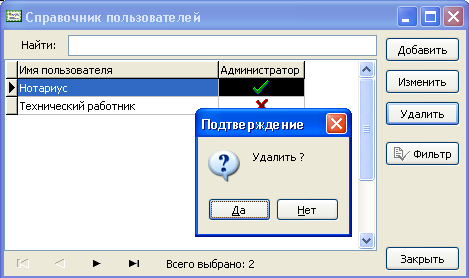 Справочник пользователей
Найти:
Добавить
Имя пользователя Администратор
Изменить
Нотариус
Технический работник
Удалить
Подтверждение
Удалить ?
Фильтр
Да Нет
Всего выбрано: 2
Закрыть